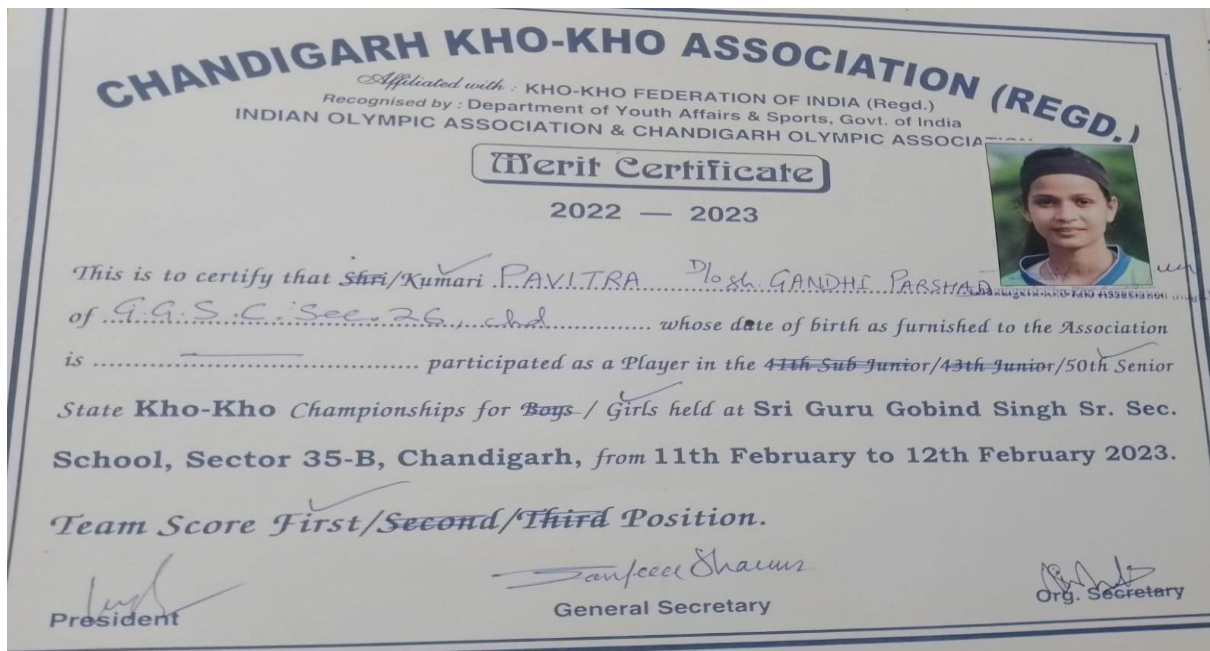 CHANDIGARH KHO-KHO ASSOCIATION (REGD.)
Affiliated with : KHO-KHO FEDERATION OF INDIA (Regd.)
Recognised by : Department of Youth Affairs & Sports, Govt. of India
INDIAN OLYMPIC ASSOCIATION & CHANDIGARH OLYMPIC ASSOCIATION
Merit Certificate
2022 — 2023
This is to certify that Shri/Kumari PAVITRA D/o Sh. GANDHI PARSHAD
of G.G.S.C. Sec. 26, chd whose date of birth as furnished to the Association
is participated as a Player in the 41th Sub Junior/43th Junior/50th Senior
State Kho-Kho Championships for Boys / Girls held at Sri Guru Gobind Singh Sr. Sec.
School, Sector 35-B, Chandigarh, from 11th February to 12th February 2023.
Team Score First/Second/Third Position.
President
General Secretary
Org. Secretary